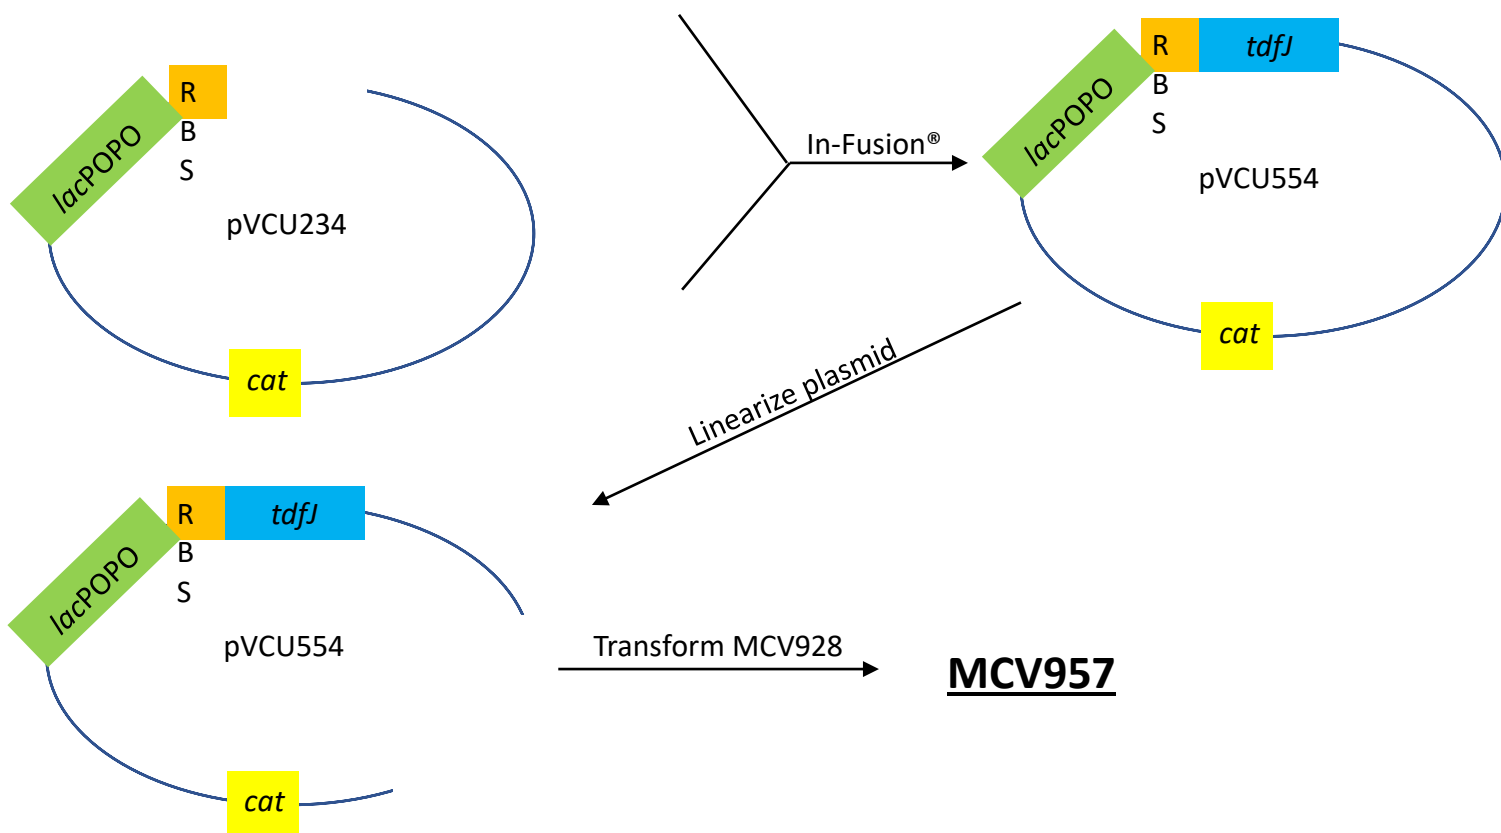 R
B
S
lacPOPO
pVCU234
cat
In-Fusion®
R
B
S
tdfJ
lacPOPO
pVCU554
cat
Linearize plasmid
R
B
S
tdfJ
lacPOPO
pVCU554
cat
Transform MCV928
MCV957